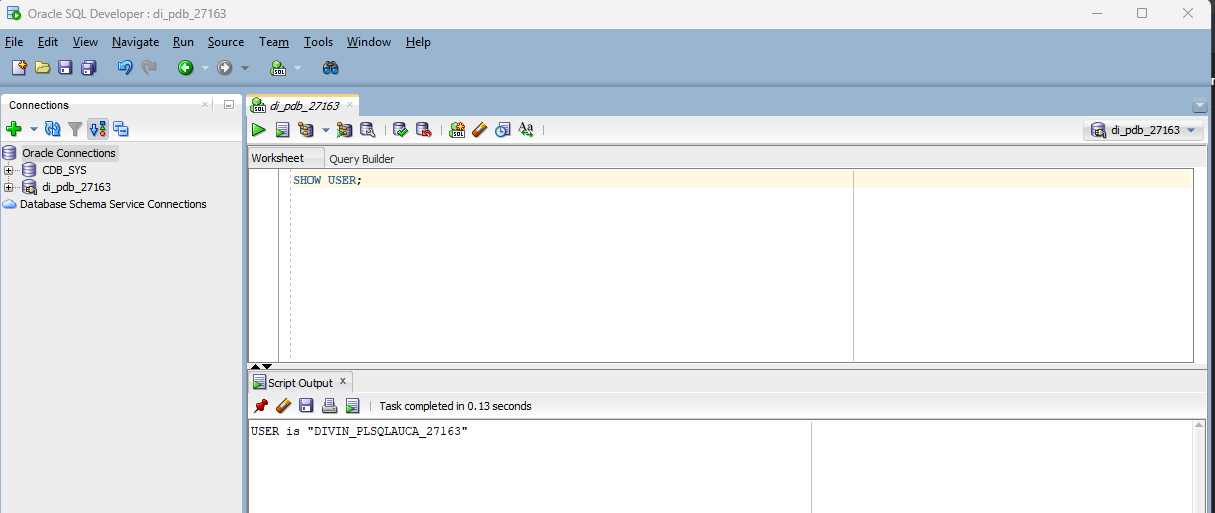 Oracle SQL Developer : di_pdb_27163
File Edit View Navigate Run Source Team Tools Window Help
SQL
Connections
di_pdb_27163
Aa
di_pdb_27163
Oracle Connections
CDB_SYS
di_pdb_27163
Database Schema Service Connections
Worksheet Query Builder
SHOW USER;
Script Output
Task completed in 0.13 seconds
USER is "DIVIN_PLSQLAUCA_27163"